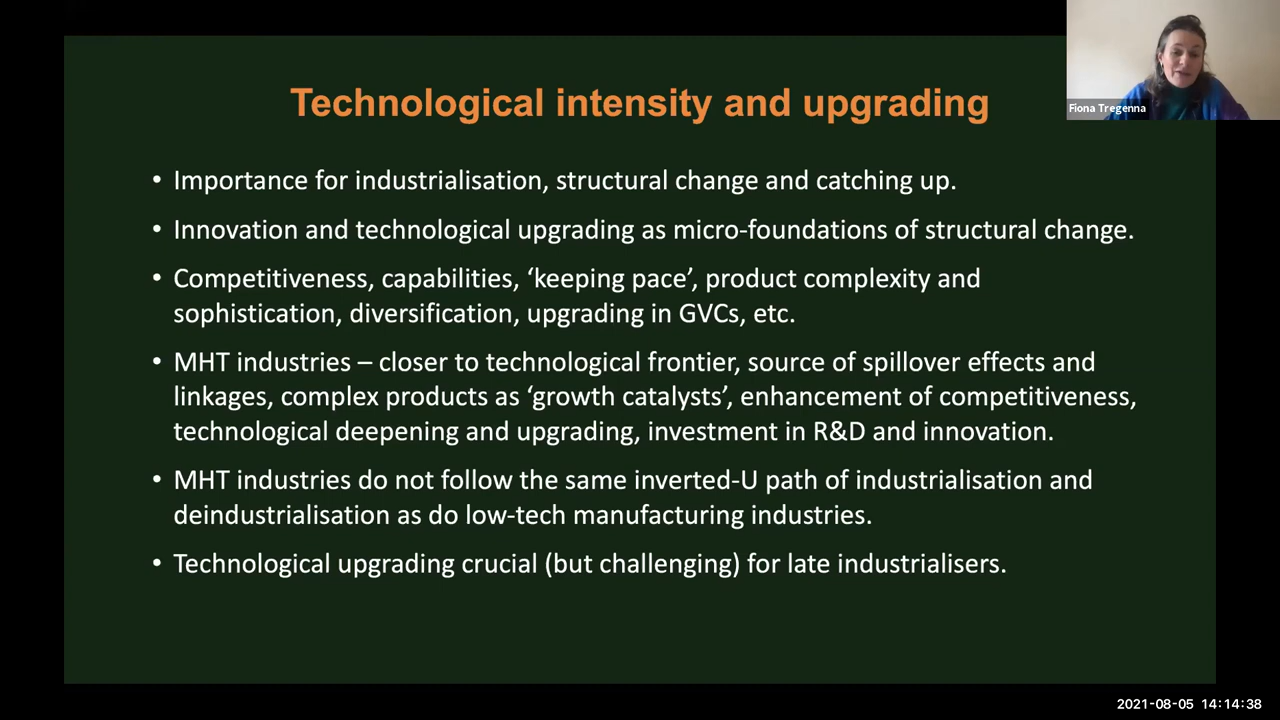 Technological intensity and upgrading
Fiona Tregenna
• Importance for industrialisation, structural change and catching up.
• Innovation and technological upgrading as micro-foundations of structural change.
• Competitiveness, capabilities, ‘keeping pace’, product complexity and
sophistication, diversification, upgrading in GVCs, etc.
• MHT industries – closer to technological frontier, source of spillover effects and
linkages, complex products as ‘growth catalysts’, enhancement of competitiveness,
technological deepening and upgrading, investment in R&D and innovation.
• MHT industries do not follow the same inverted-U path of industrialisation and
deindustrialisation as do low-tech manufacturing industries.
• Technological upgrading crucial (but challenging) for late industrialisers.
2021-08-05 14:14:38